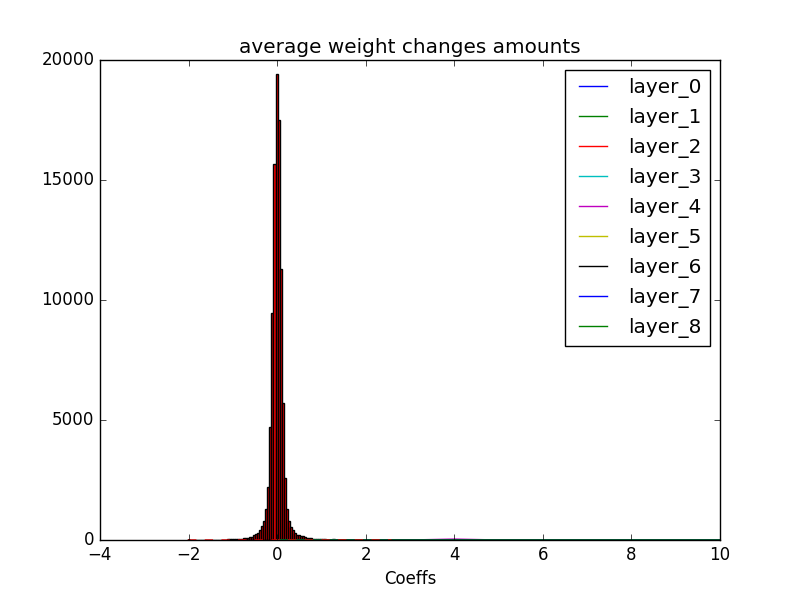 average weight changes amounts
20000
15000
10000
5000
0
−4
−2
0
2
4
6
8
10
Coeffs
layer_0
layer_1
layer_2
layer_3
layer_4
layer_5
layer_6
layer_7
layer_8